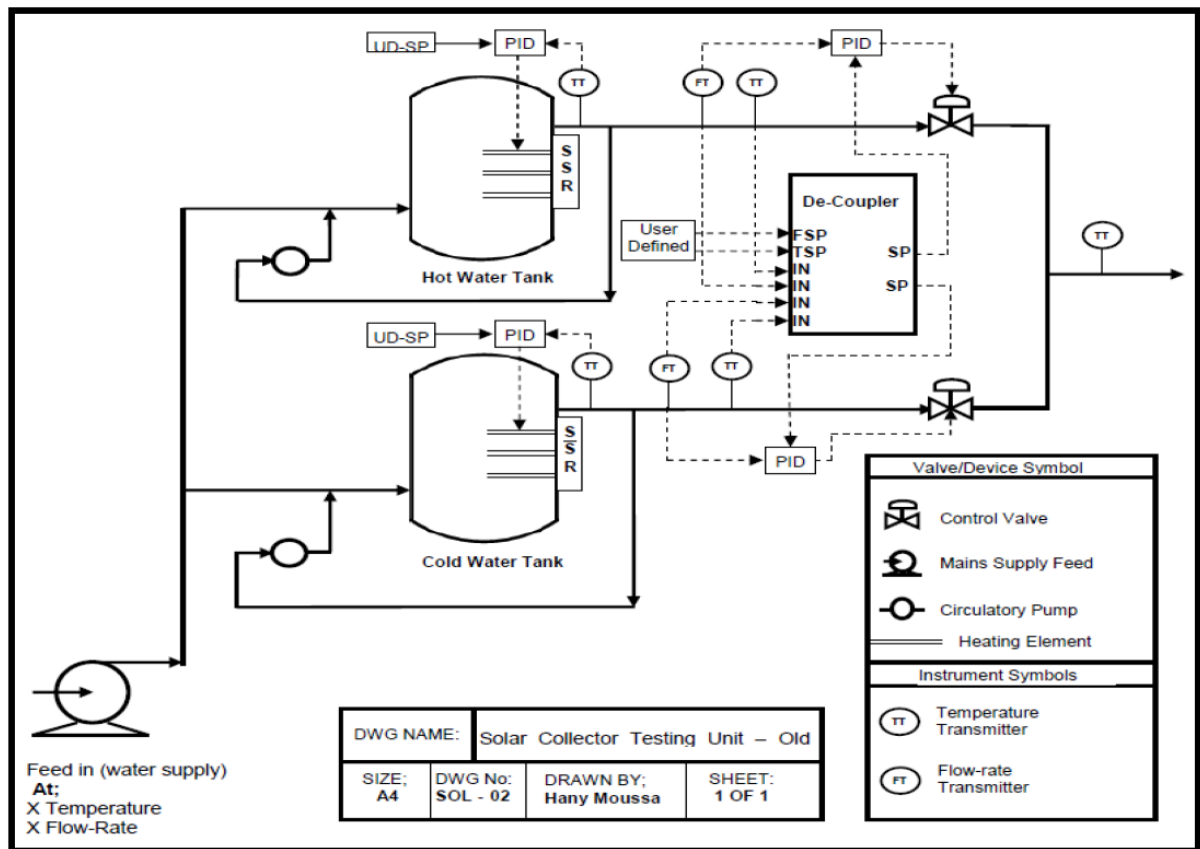 UD-SP
PID
TT
FT
TT
PID
S
S
R
De-Coupler
User
Defined
FSP
TSP
IN
IN
IN
IN
SP
SP
TT
Hot Water Tank
UD-SP
PID
TT
FT
TT
S
S
R
PID
Cold Water Tank
Valve/Device Symbol
Control Valve
Mains Supply Feed
Circulatory Pump
Heating Element
Instrument Symbols
TT
Temperature
Transmitter
FT
Flow-rate
Transmitter
DWG NAME:
Solar Collector Testing Unit – Old
SIZE;
A4
DWG No:
SOL - 02
DRAWN BY;
Hany Moussa
SHEET:
1 OF 1
Feed in (water supply)
At;
X Temperature
X Flow-Rate